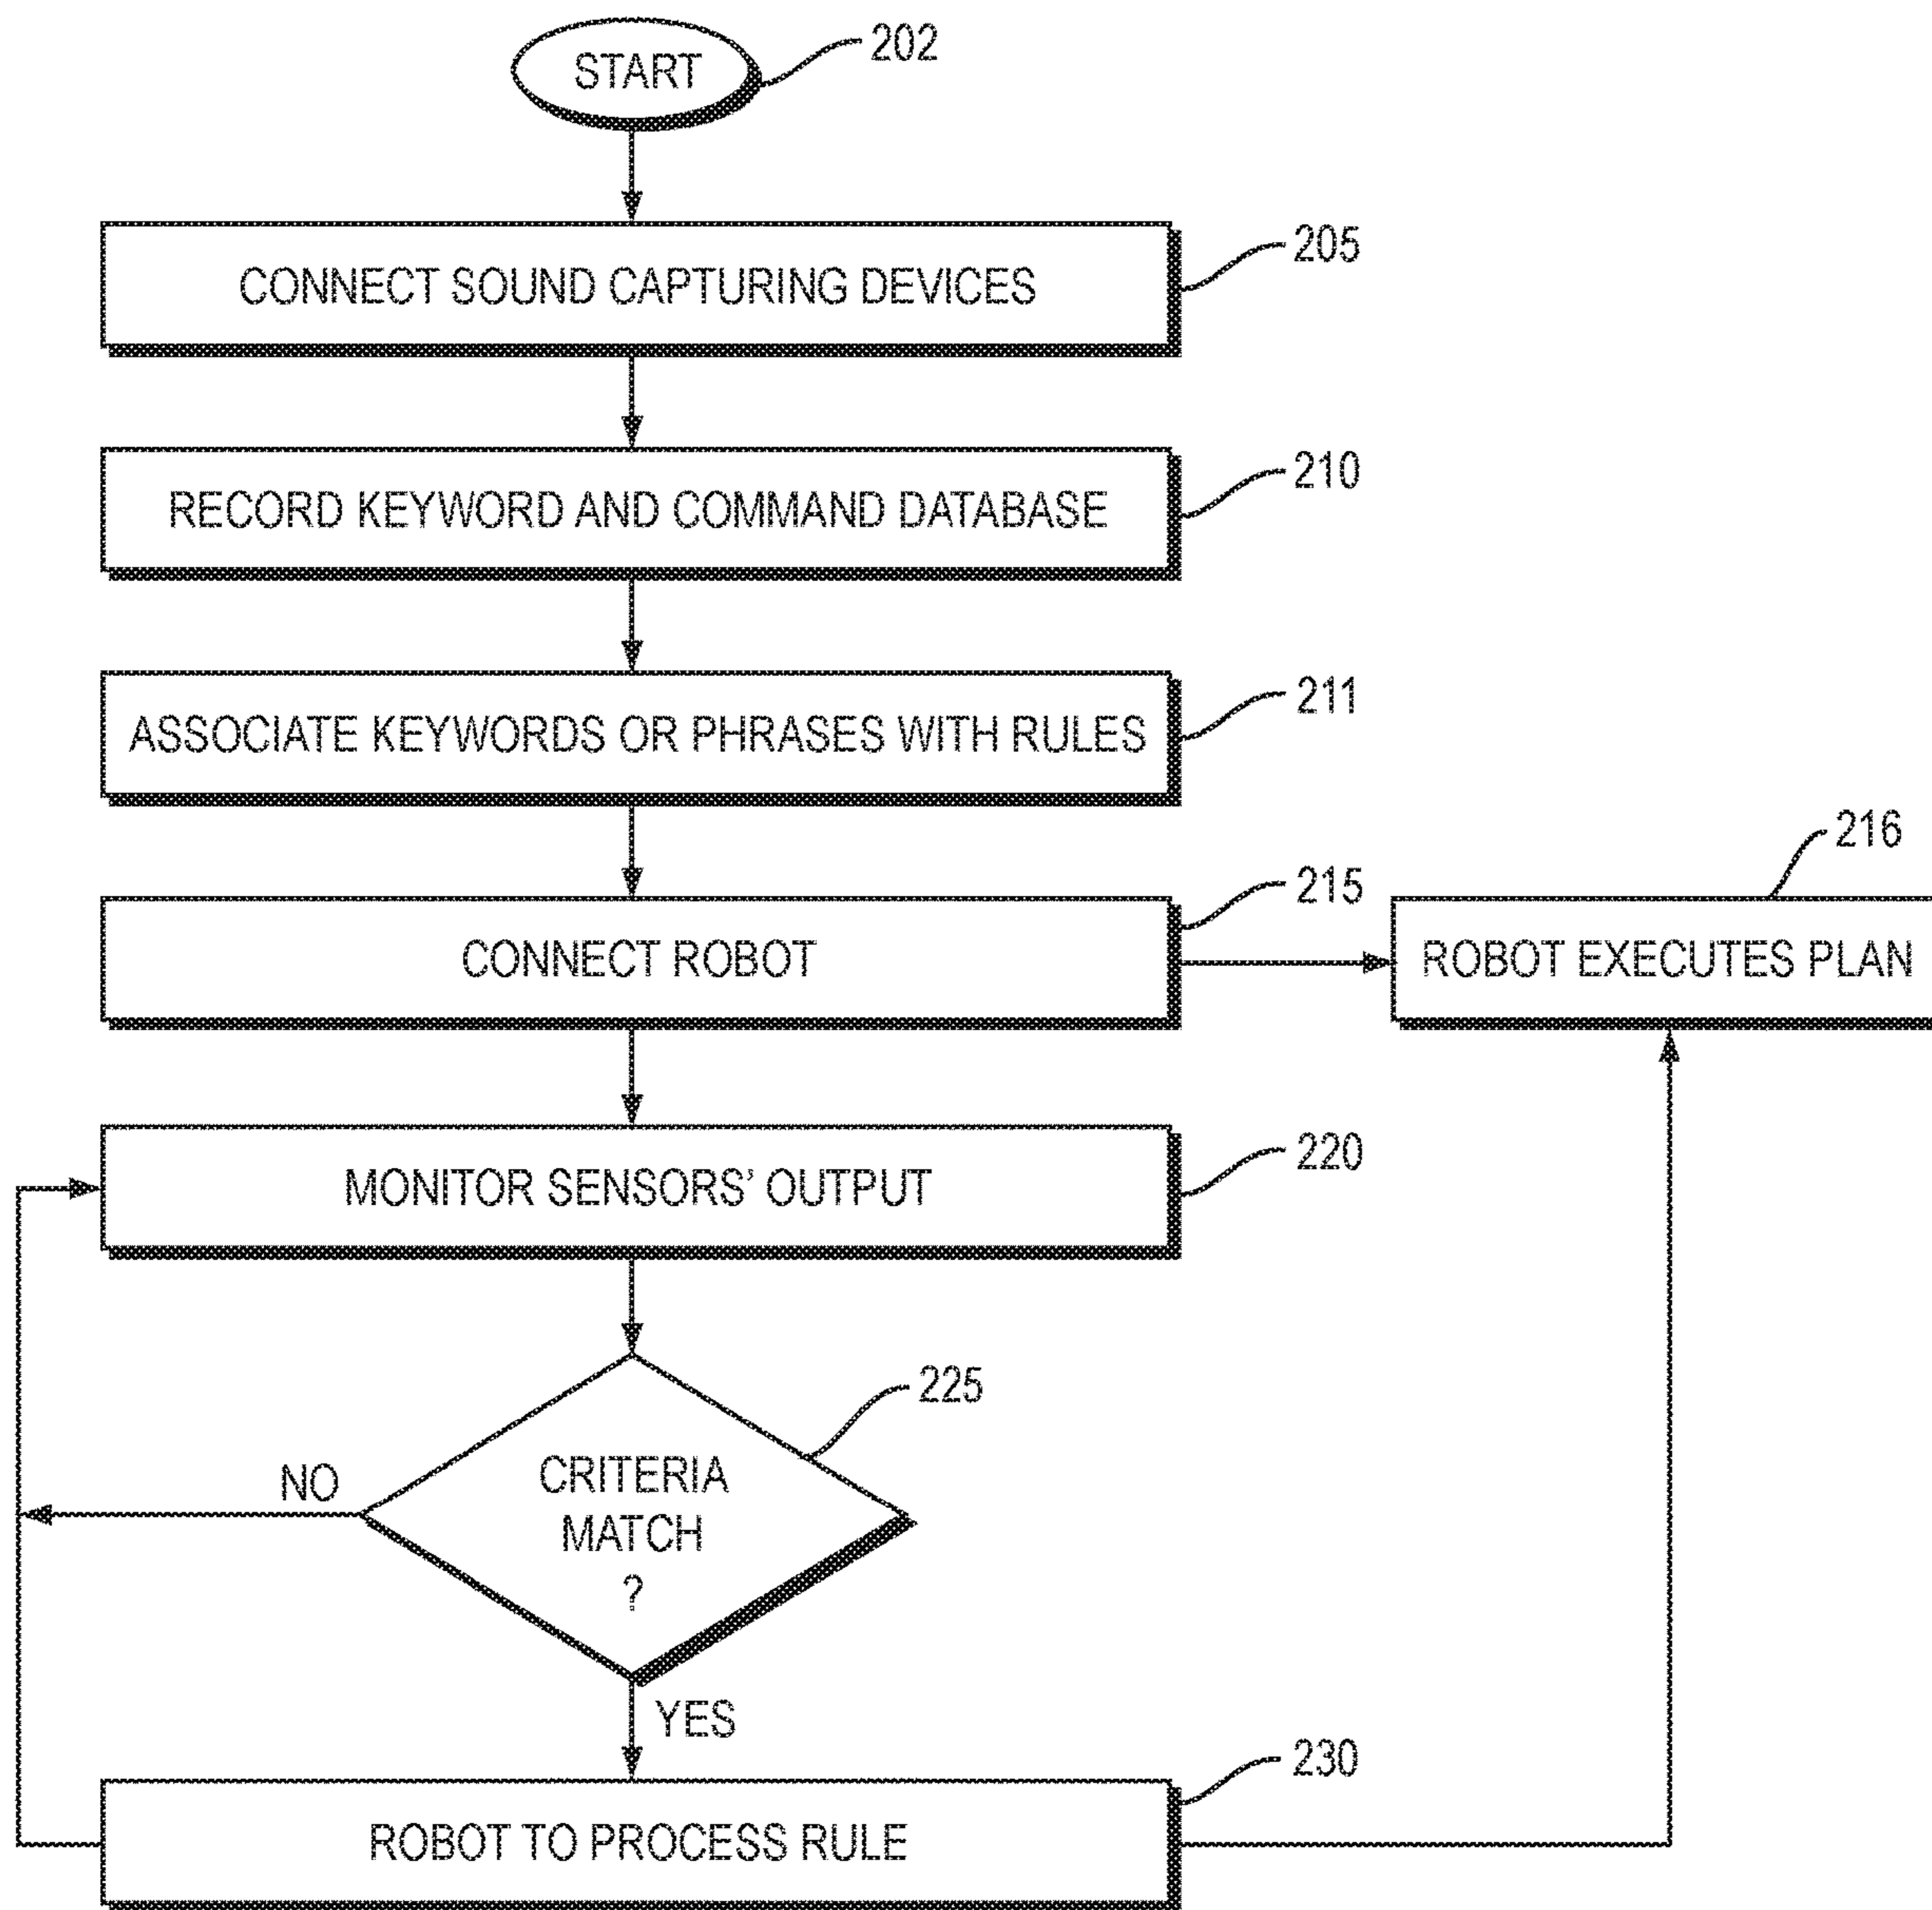 START
202
CONNECT SOUND CAPTURING DEVICES
205
RECORD KEYWORD AND COMMAND DATABASE
210
ASSOCIATE KEYWORDS OR PHRASES WITH RULES
211
CONNECT ROBOT
215
ROBOT EXECUTES PLAN
216
MONITOR SENSORS' OUTPUT
220
CRITERIA
MATCH
?
225
NO
YES
ROBOT TO PROCESS RULE
230